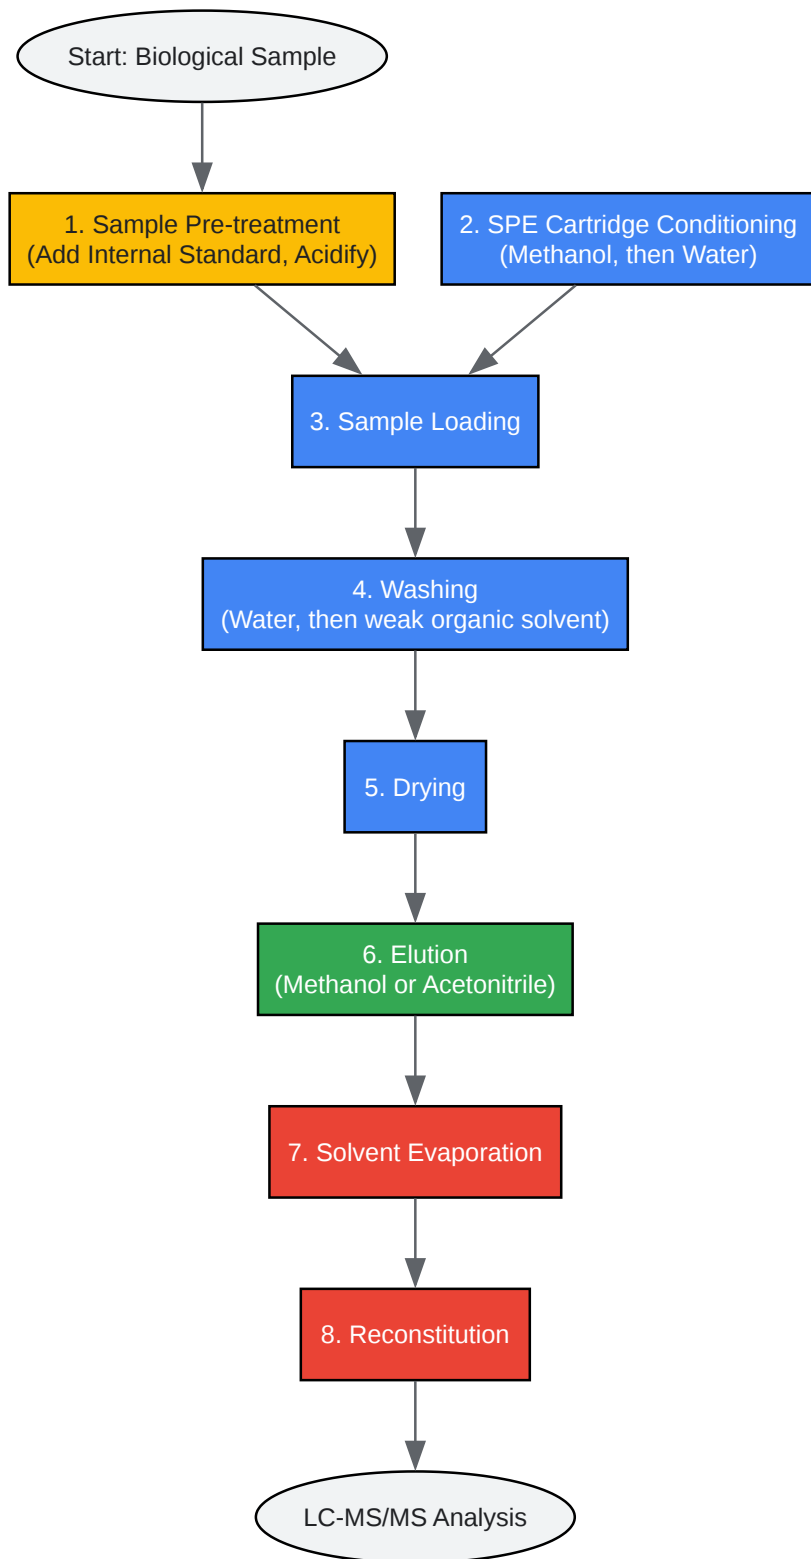 Start: Biological Sample
1. Sample Pre-treatment
(Add Internal Standard, Acidify)
2. SPE Cartridge Conditioning
(Methanol, then Water)
3. Sample Loading
4. Washing
(Water, then weak organic solvent)
5. Drying
6. Elution
(Methanol or Acetonitrile)
7. Solvent Evaporation
8. Reconstitution
LC-MS/MS Analysis